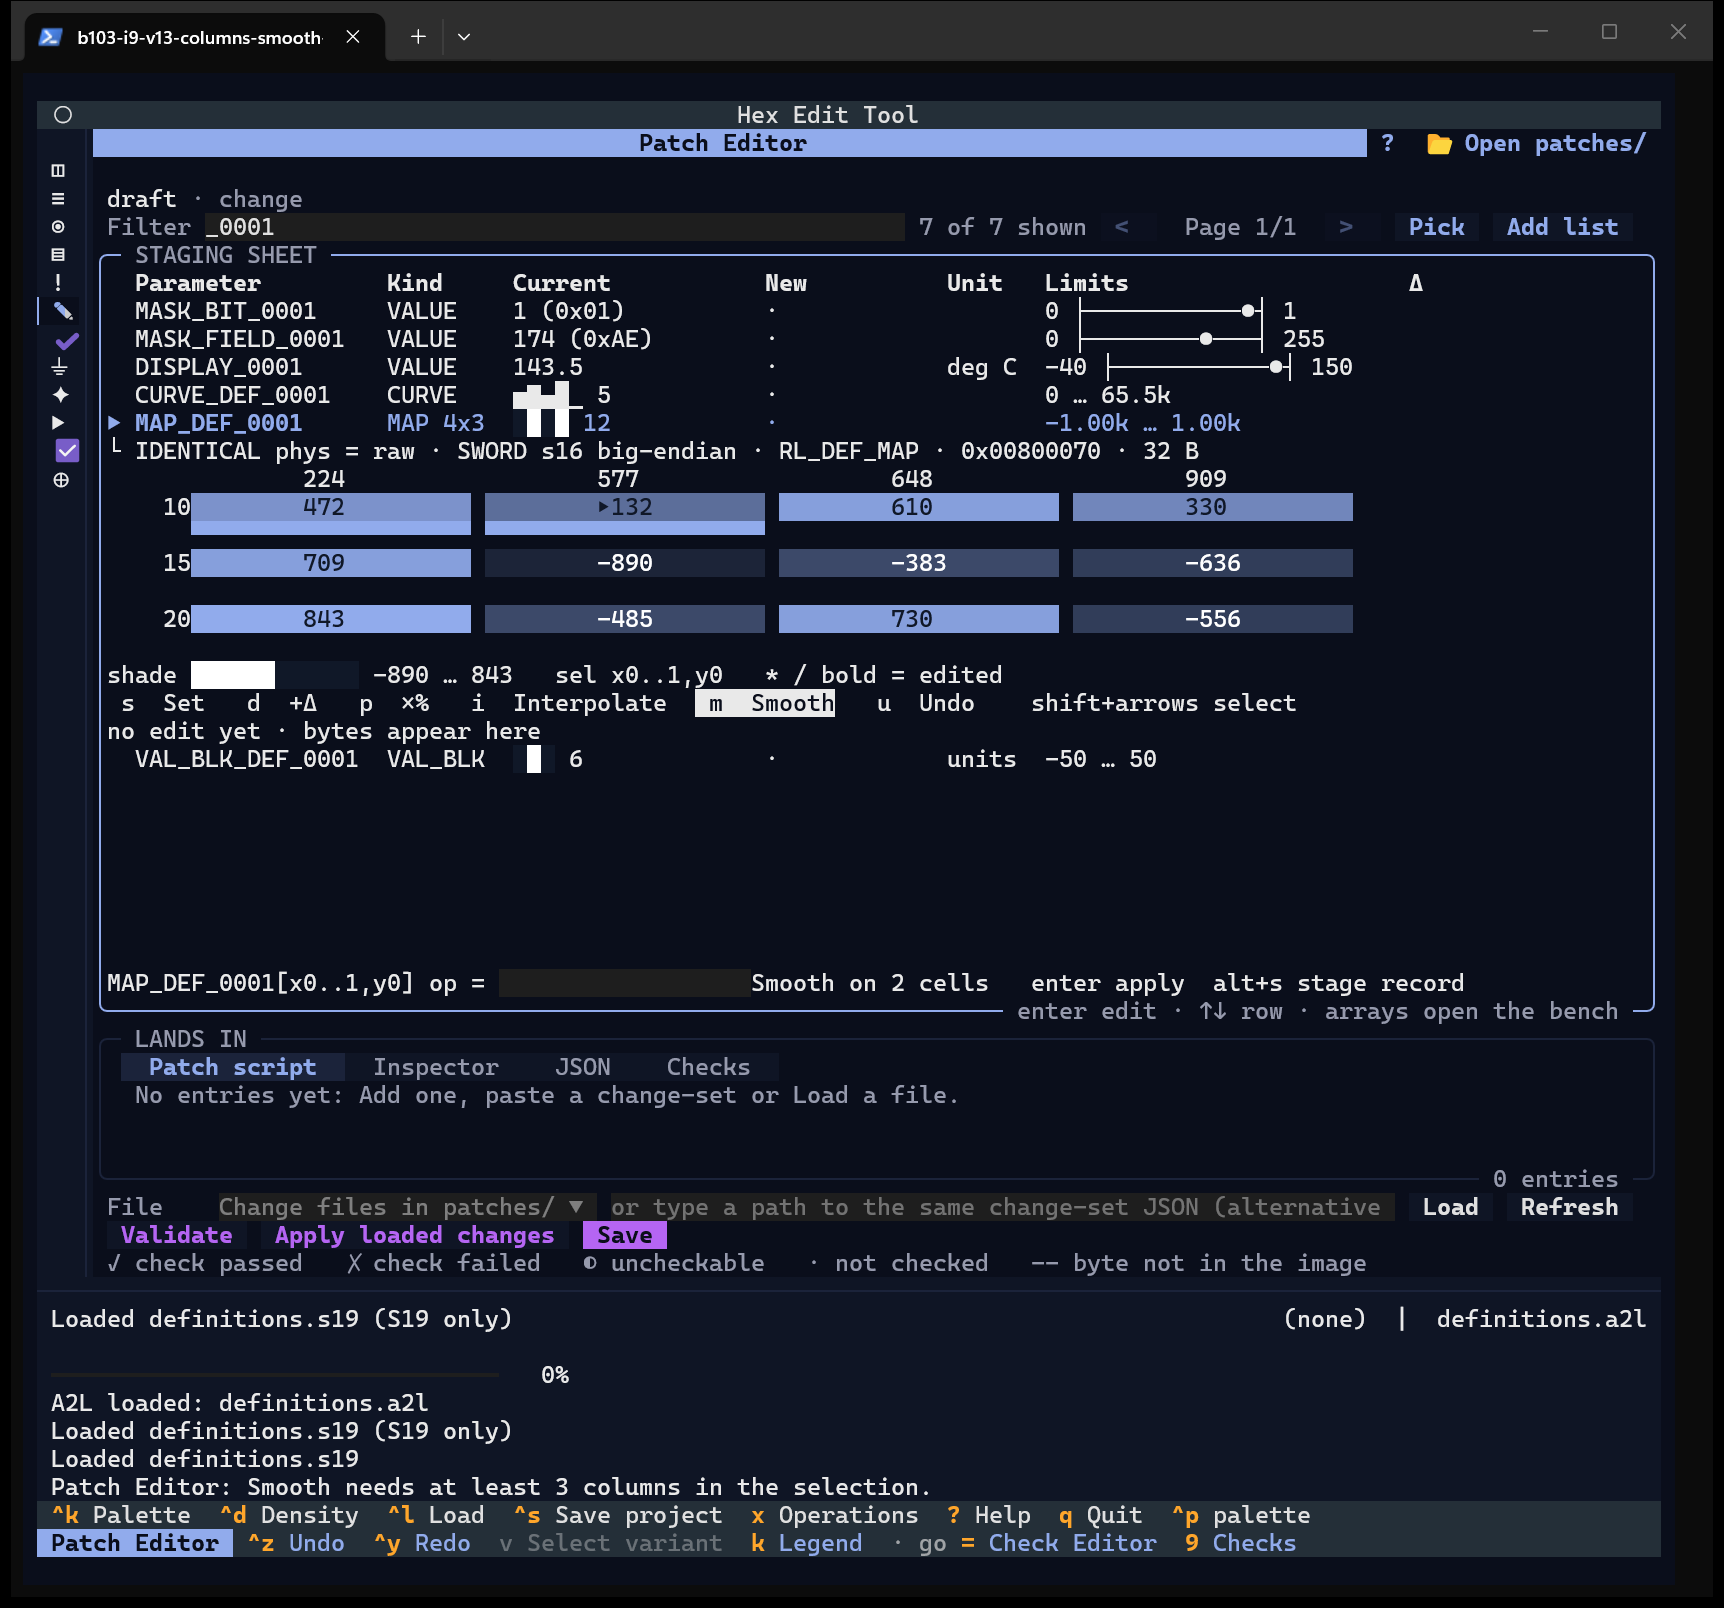 b103-i9-v13-columns-smooth
Hex Edit Tool
Patch Editor ? Open patches/
draft · change
Filter _0001 7 of 7 shown < Page 1/1 > Pick Add list
STAGING SHEET
Parameter Kind Current New Unit Limits Δ
MASK_BIT_0001 VALUE 1 (0x01) · 0 1
MASK_FIELD_0001 VALUE 174 (0xAE) · 0 255
DISPLAY_0001 VALUE 143.5 · deg C -40 150
CURVE_DEF_0001 CURVE 5 · 0 … 65.5k
▶ MAP_DEF_0001 MAP 4x3 12 · -1.00k … 1.00k
└ IDENTICAL phys = raw · SWORD s16 big-endian · RL_DEF_MAP · 0x00800070 · 32 B
224 577 648 909
10 472 ▸132 610 330
15 709 -890 -383 -636
20 843 -485 730 -556
shade -890 … 843 sel x0..1,y0 * / bold = edited
s Set d +Δ p ×% i Interpolate m Smooth u Undo shift+arrows select
no edit yet · bytes appear here
VAL_BLK_DEF_0001 VAL_BLK 6 · units -50 … 50
MAP_DEF_0001[x0..1,y0] op = Smooth on 2 cells enter apply alt+s stage record
enter edit · ↑↓ row · arrays open the bench
LANDS IN
Patch script Inspector JSON Checks
No entries yet: Add one, paste a change-set or Load a file.
0 entries
File Change files in patches/ ▼ or type a path to the same change-set JSON (alternative Load Refresh
Validate Apply loaded changes Save
√ check passed ╳ check failed ◐ uncheckable · not checked -- byte not in the image
Loaded definitions.s19 (S19 only) (none) | definitions.a2l
0%
A2L loaded: definitions.a2l
Loaded definitions.s19 (S19 only)
Loaded definitions.s19
Patch Editor: Smooth needs at least 3 columns in the selection.
^k Palette ^d Density ^l Load ^s Save project x Operations ? Help q Quit ^p palette
Patch Editor ^z Undo ^y Redo v Select variant k Legend · go = Check Editor 9 Checks